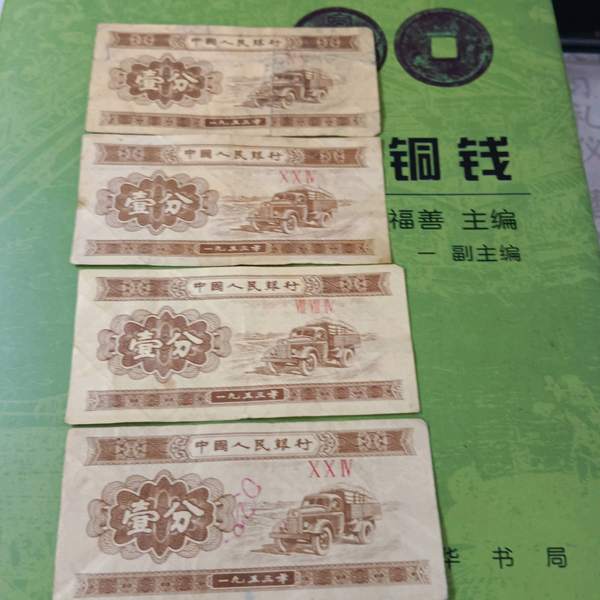 中國人民銀行
壹分
一九五三年
中國人民銀行
XXIV
壹分
一九五三年
中國人民銀行
VIIVIIIV
壹分
一九五三年
中國人民銀行
XXIV
壹分
一九五三年
铜钱
福善 主编
一 副主编
华书局